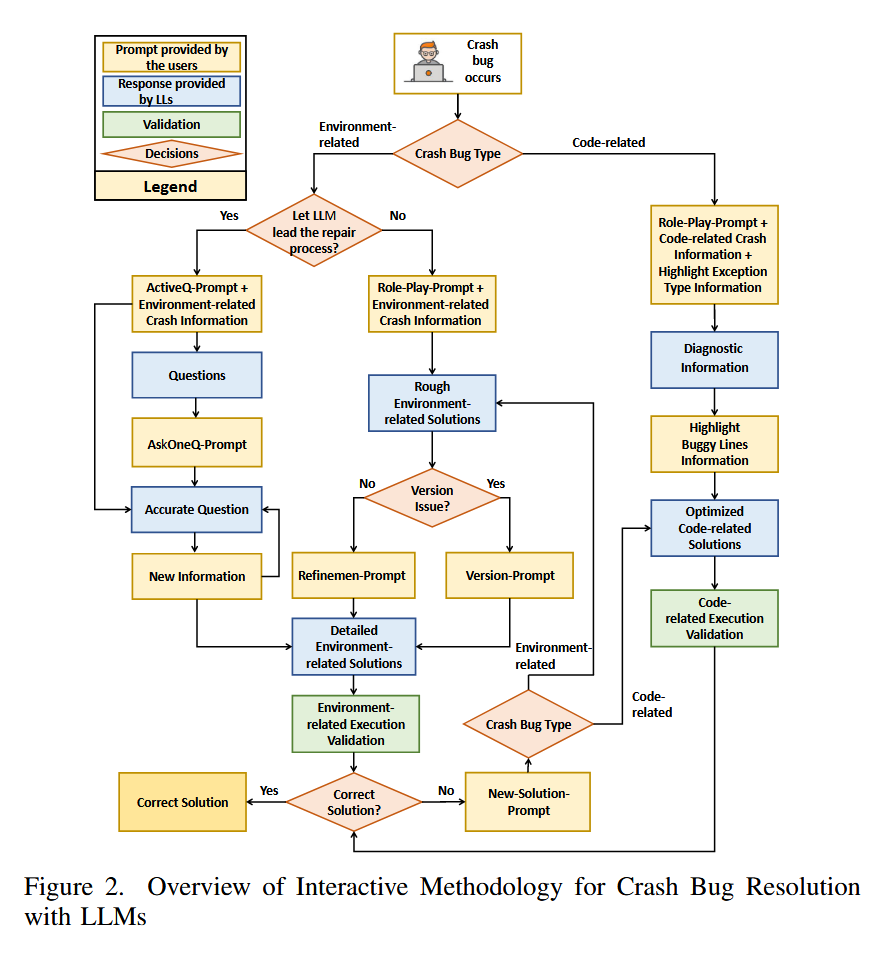 Prompt provided by
the users
Response provided
by LLs
Validation
Decisions
Legend
Crash
bug
occurs
Environment-
related
Crash Bug Type
Code-related
Yes
Let LLM
lead the repair
process?
No
Role-Play-Prompt +
Code-related Crash
Information +
Highlight Exception
Type Information
ActiveQ-Prompt +
Environment-related
Crash Information
Role-Play-Prompt +
Environment-related
Crash Information
Diagnostic
Information
Questions
Rough
Environment-
related Solutions
Highlight
Buggy Lines
Information
AskOneQ-Prompt
No
Version
Issue?
Yes
Accurate Question
Optimized
Code-related
Solutions
New Information
Refinemen-Prompt
Version-Prompt
Code-
related Execution
Validation
Detailed
Environment-
related Solutions
Environment-
related
Environment-
related Execution
Validation
Crash Bug Type
Code-
related
Correct Solution
Yes
Correct
Solution?
No
New-Solution-
Prompt
Figure 2. Overview of Interactive Methodology for Crash Bug Resolution
with LLMs